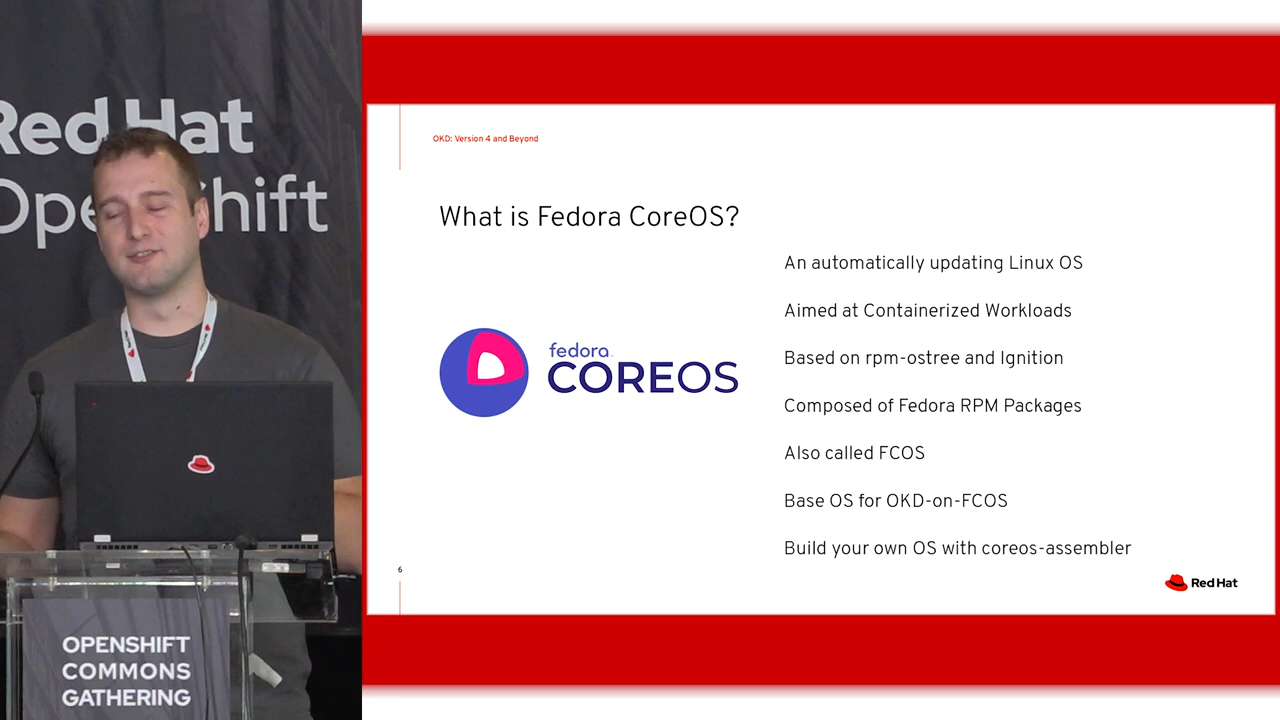 Red Hat
OpenShift
OPENSHIFT
COMMONS
GATHERING
OKD: Version 4 and Beyond
What is Fedora CoreOS?
fedora
COREOS
An automatically updating Linux OS
Aimed at Containerized Workloads
Based on rpm-ostree and Ignition
Composed of Fedora RPM Packages
Also called FCOS
Base OS for OKD-on-FCOS
Build your own OS with coreos-assembler
6
Red Hat